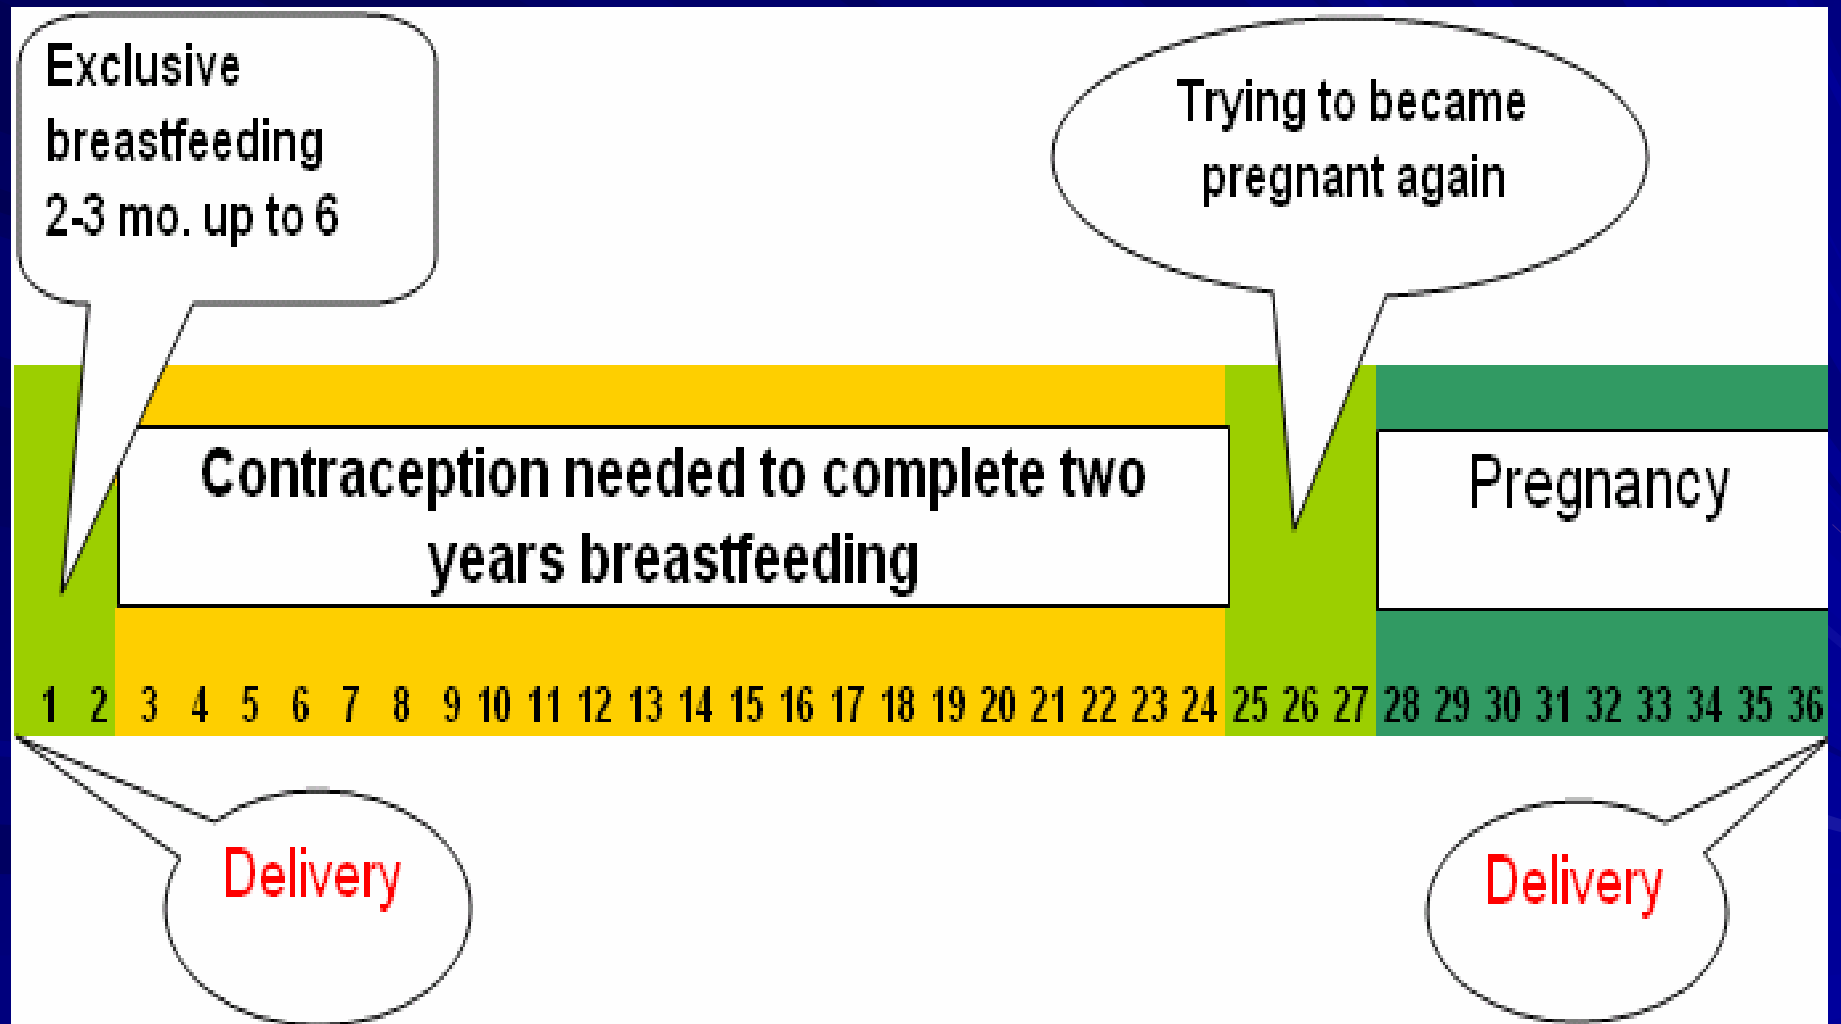 Exclusive
breastfeeding
2-3 mo. up to 6
Trying to became
pregnant again
Contraception needed to complete two
years breastfeeding
Pregnancy
1 2 3 4 5 6 7 8 9 10 11 12 13 14 15 16 17 18 19 20 21 22 23 24 25 26 27 28 29 30 31 32 33 34 35 36
Delivery
Delivery